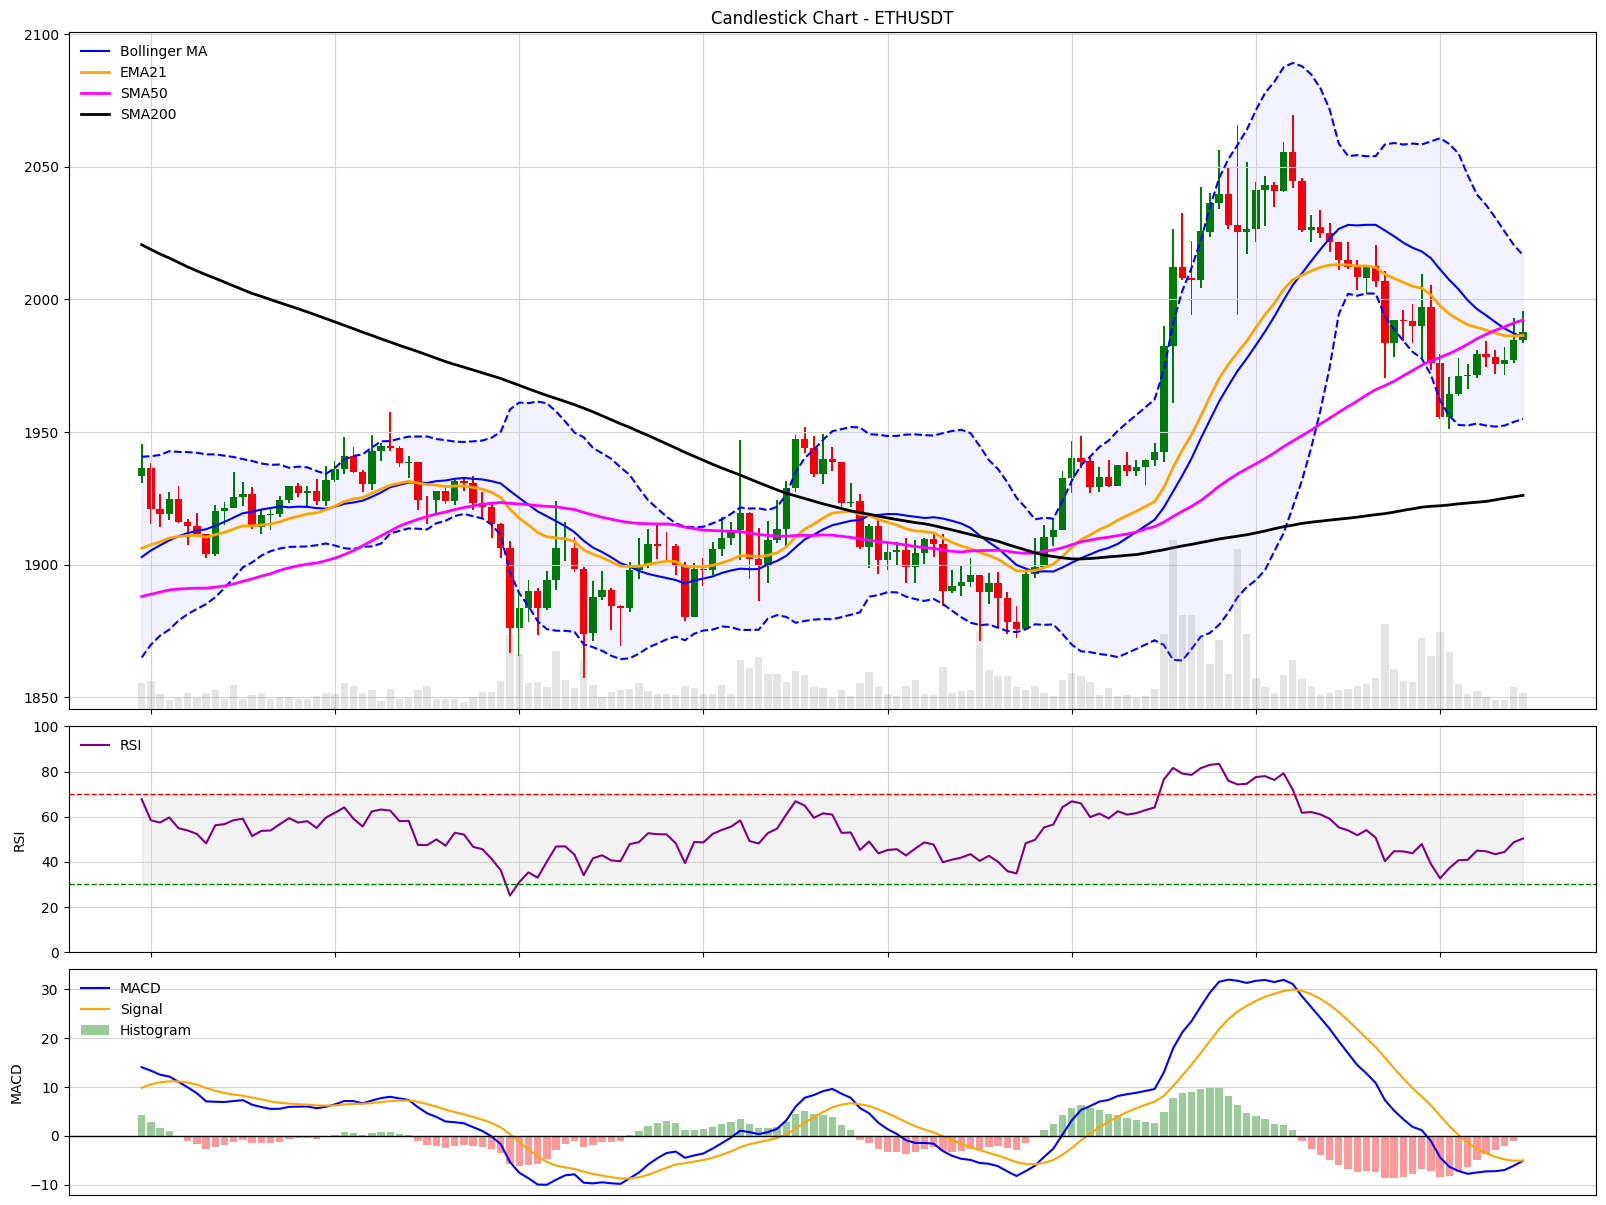 Candlestick Chart - ETHUSDT
2100
2050
2000
1950
1900
1850
Bollinger MA
EMA21
SMA50
SMA200
100
80
60
40
20
0
RSI
RSI
30
20
10
0
−10
MACD
MACD
Signal
Histogram